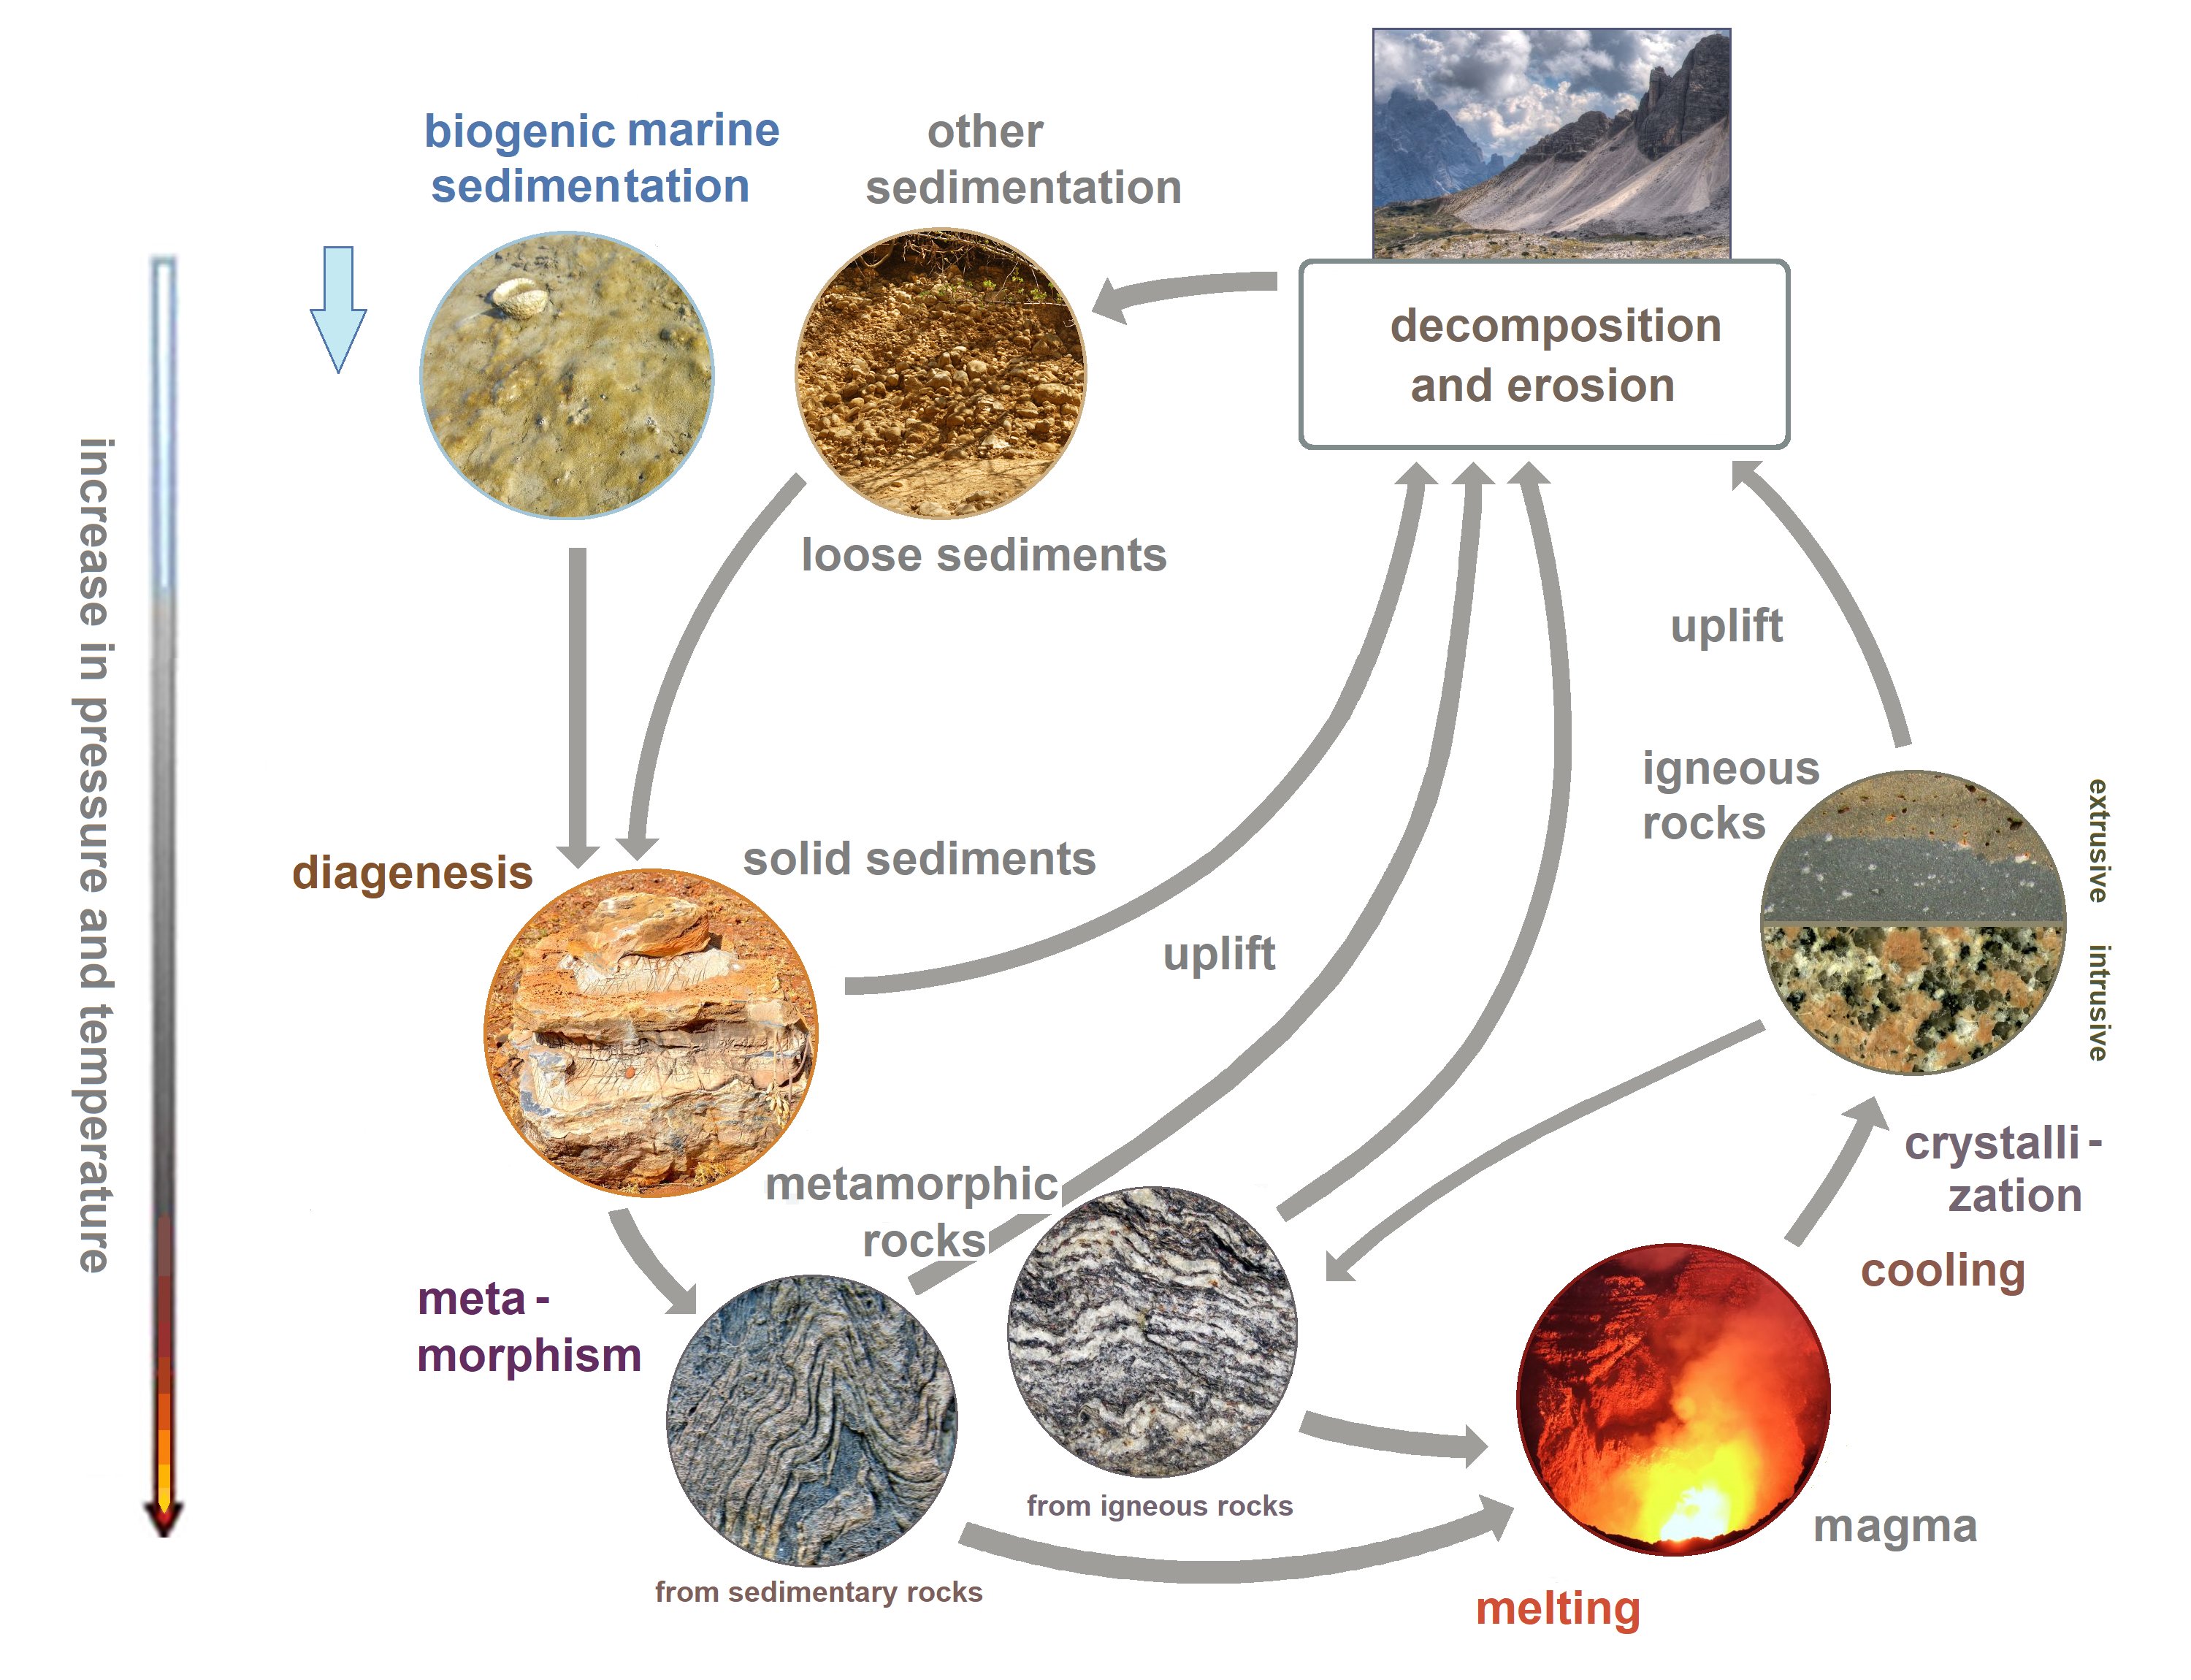 biogenic marine
sedimentation
other
sedimentation
decomposition
and erosion
loose sediments
increase in pressure and temperature
uplift
igneous
rocks
extrusive
intrusive
diagenesis
solid sediments
uplift
crystalli -
zation
metamorphic
rocks
cooling
meta -
morphism
from igneous rocks
magma
from sedimentary rocks
melting